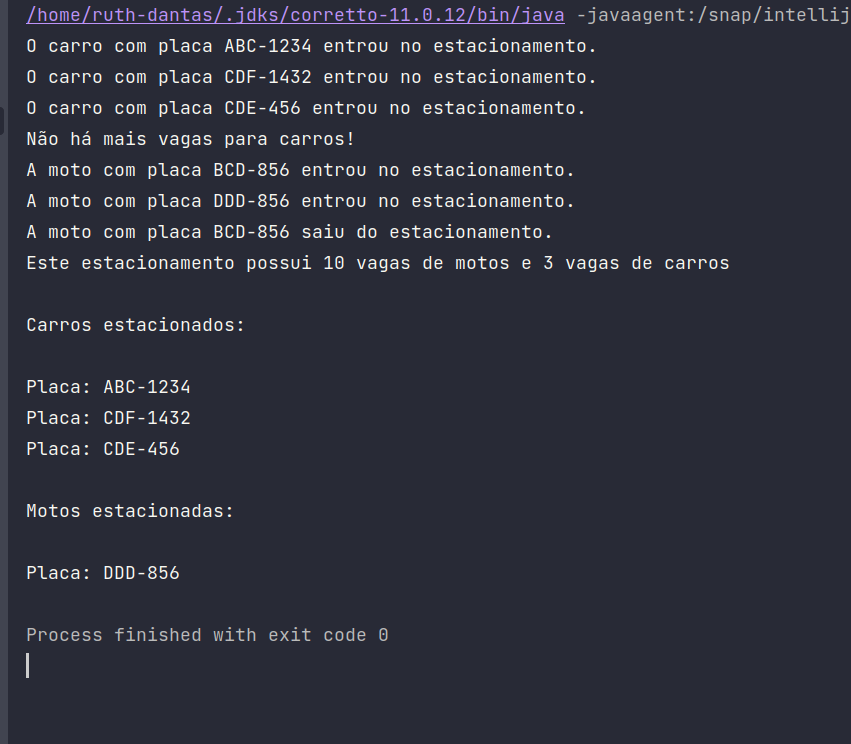 /home/ruth-dantas/.jdks/corretto-11.0.12/bin/java -javaagent:/snap/intellij
O carro com placa ABC-1234 entrou no estacionamento.
O carro com placa CDF-1432 entrou no estacionamento.
O carro com placa CDE-456 entrou no estacionamento.
Não há mais vagas para carros!
A moto com placa BCD-856 entrou no estacionamento.
A moto com placa DDD-856 entrou no estacionamento.
A moto com placa BCD-856 saiu do estacionamento.
Este estacionamento possui 10 vagas de motos e 3 vagas de carros
Carros estacionados:
Placa: ABC-1234
Placa: CDF-1432
Placa: CDE-456
Motos estacionadas:
Placa: DDD-856
Process finished with exit code 0